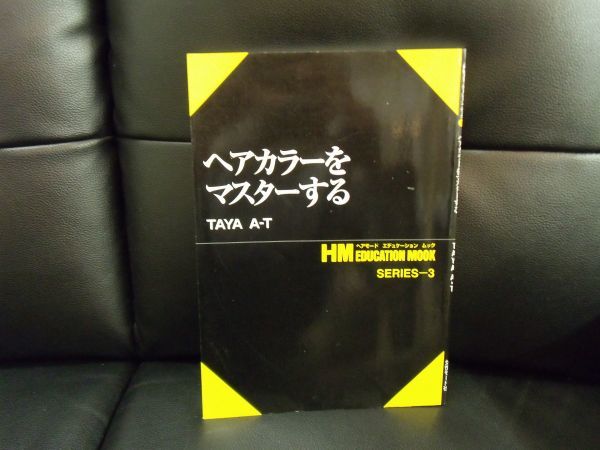 ヘアカラーを
マスターする
TAYA A-T
HM ヘアモード エデュケーション ムック
EDUCATION MOOK
SERIES-3
TAYA A-T